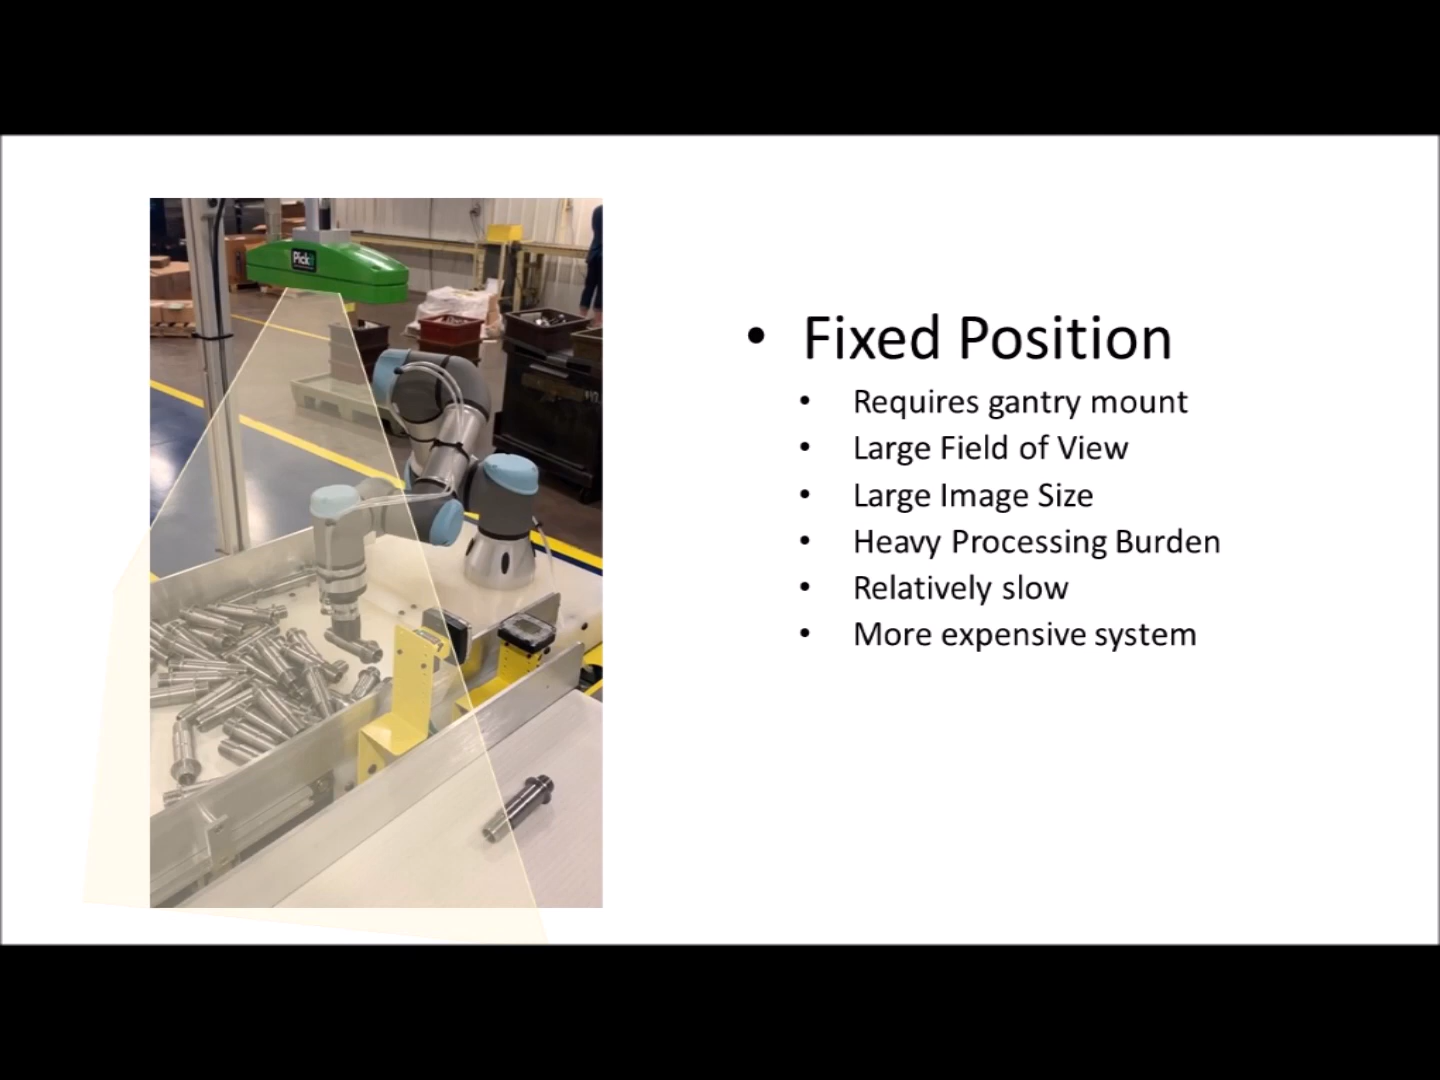 Pickit
• Fixed Position
• Requires gantry mount
• Large Field of View
• Large Image Size
• Heavy Processing Burden
• Relatively slow
• More expensive system